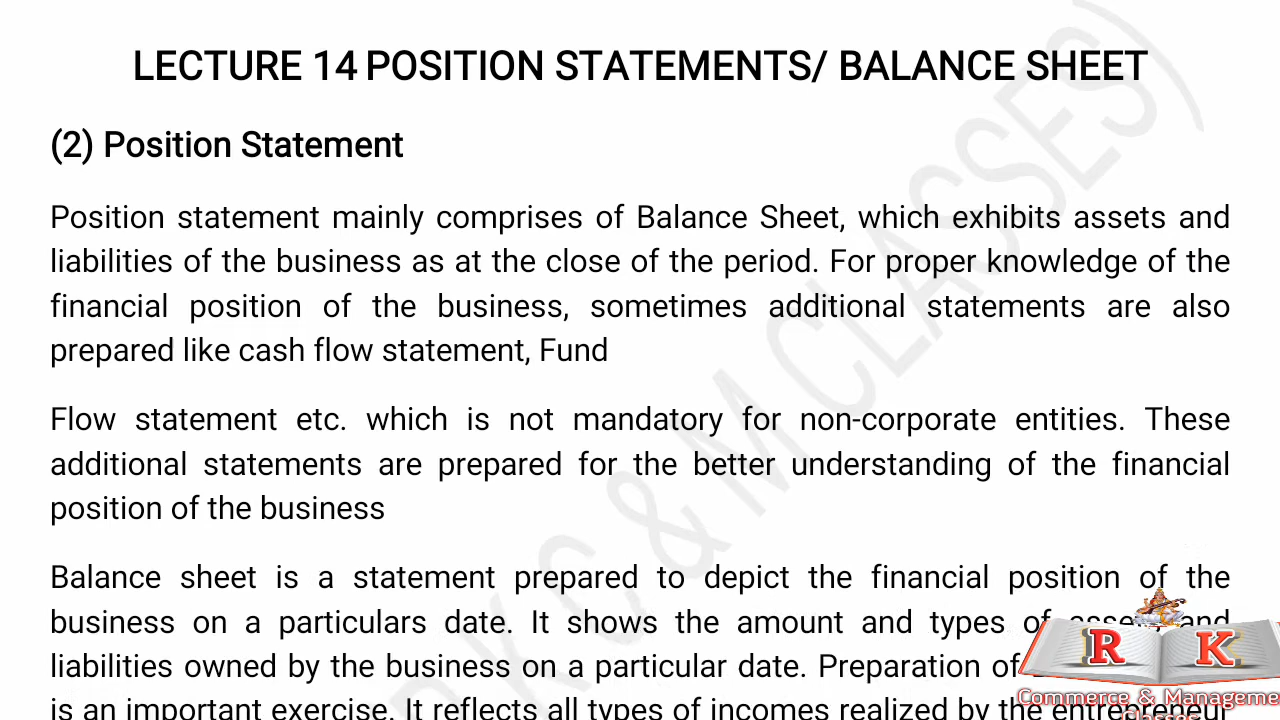 LECTURE 14 POSITION STATEMENTS/ BALANCE SHEET
(2) Position Statement
Position statement mainly comprises of Balance Sheet, which exhibits assets and
liabilities of the business as at the close of the period. For proper knowledge of the
financial position of the business, sometimes additional statements are also
prepared like cash flow statement, Fund
Flow statement etc. which is not mandatory for non-corporate entities. These
additional statements are prepared for the better understanding of the financial
position of the business
Balance sheet is a statement prepared to depict the financial position of the
business on a particulars date. It shows the amount and types of assets and
liabilities owned by the business on a particular date. Preparation of
is an important exercise. It reflects all types of incomes realized by the entrepreneur
R K
Commerce & Manageme
Classes
K C & M CLASSES)